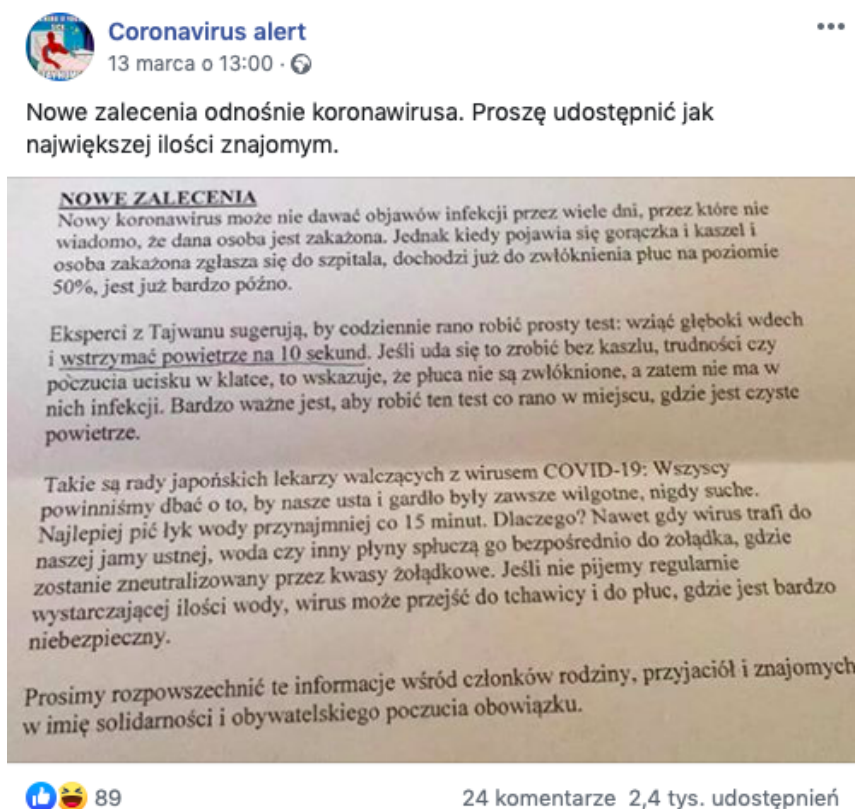 Coronavirus alert
13 marca o 13:00 ·
Nowe zalecenia odnośnie koronawirusa. Proszę udostępnić jak
największej ilości znajomym.
NOWE ZALECENIA
Nowy koronawirus może nie dawać objawów infekcji przez wiele dni, przez które nie
wiadomo, że dana osoba jest zakażona. Jednak kiedy pojawia się gorączka i kaszel i
osoba zakażona zgłasza się do szpitala, dochodzi już do zwłóknienia płuc na poziomie
50%, jest już bardzo późno.
Eksperci z Tajwanu sugerują, by codziennie rano robić prosty test: wziąć głęboki wdech
i wstrzymać powietrze na 10 sekund. Jeśli uda się to zrobić bez kaszlu, trudności czy
poczucia ucisku w klatce, to wskazuje, że płuca nie są zwłóknione, a zatem nie ma w
nich infekcji. Bardzo ważne jest, aby robić ten test co rano w miejscu, gdzie jest czyste
powietrze.
Takie są rady japońskich lekarzy walczących z wirusem COVID-19: Wszyscy
powinniśmy dbać o to, by nasze usta i gardło były zawsze wilgotne, nigdy suche.
Najlepiej pić łyk wody przynajmniej co 15 minut. Dlaczego? Nawet gdy wirus trafi do
naszej jamy ustnej, woda czy inny płyny spłuczą go bezpośrednio do żołądka, gdzie
zostanie zneutralizowany przez kwasy żołądkowe. Jeśli nie pijemy regularnie
wystarczającej ilości wody, wirus może przejść do tchawicy i do płuc, gdzie jest bardzo
niebezpieczny.
Prosimy rozpowszechnić te informacje wśród członków rodziny, przyjaciół i znajomych
w imię solidarności i obywatelskiego poczucia obowiązku.
89
24 komentarze 2,4 tys. udostępnień